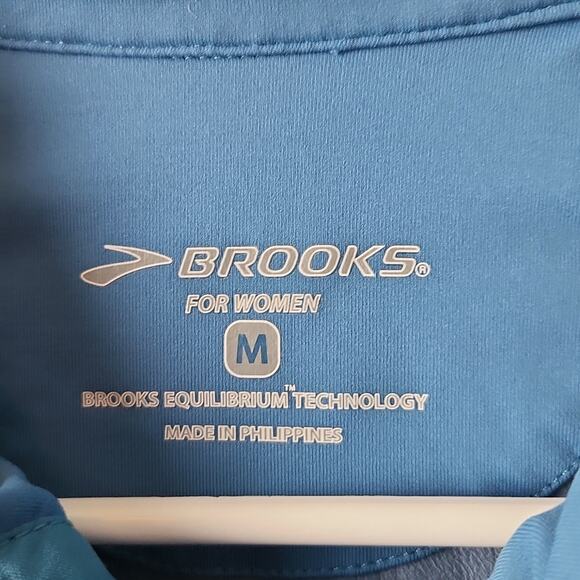 BROOKS®
FOR WOMEN
M
BROOKS EQUILIBRIUM™ TECHNOLOGY
MADE IN PHILIPPINES